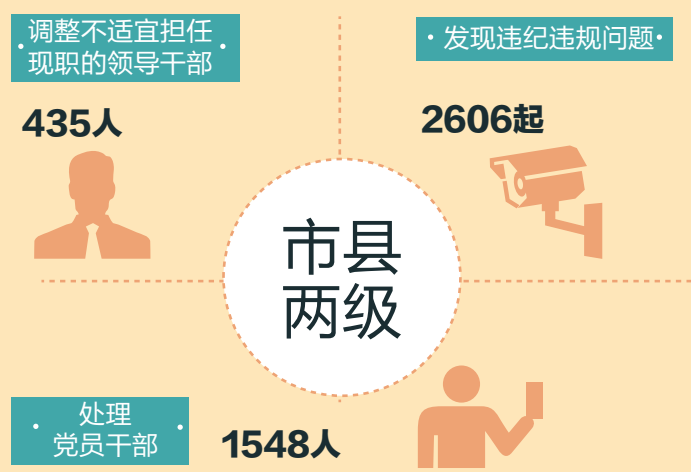 调整不适宜担任
现职的领导干部
435人
发现违纪违规问题
2606起
市县
两级
处理
党员干部
1548人